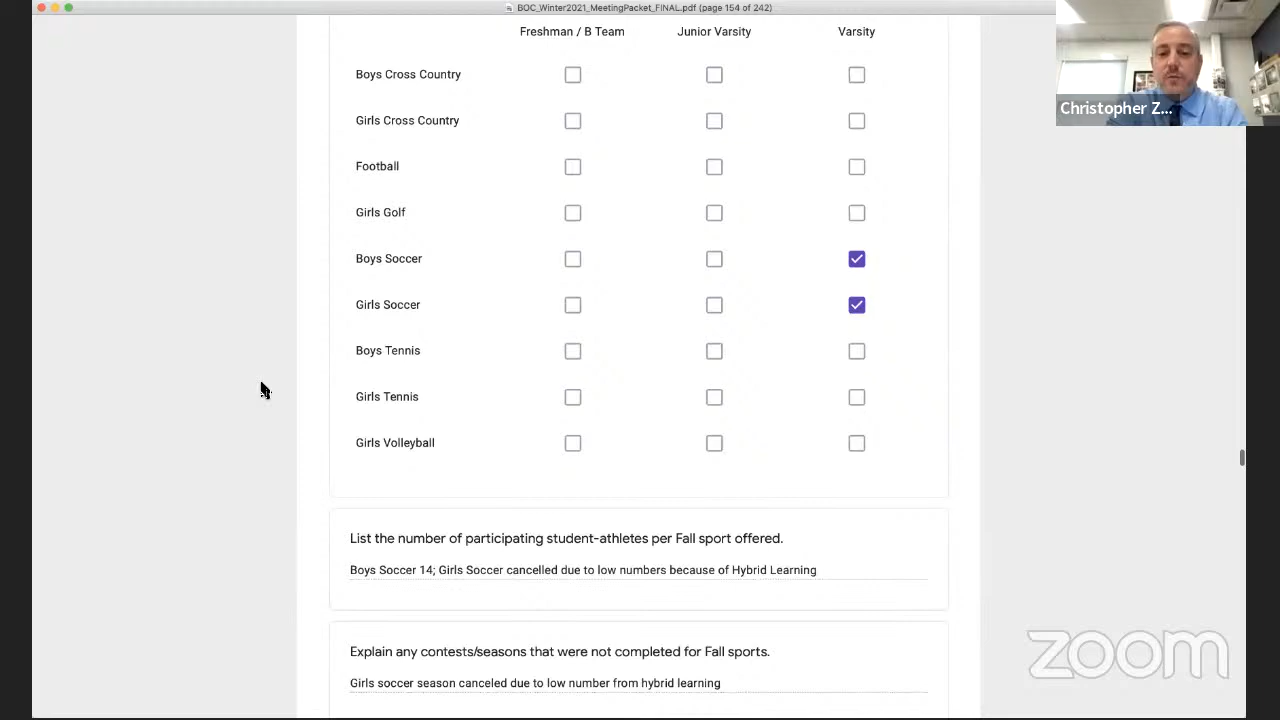 BOC_Winter2021_MeetingPacket_FINAL.pdf (page 154 of 242)
Freshman / B Team Junior Varsity Varsity
Christopher Z...
Boys Cross Country
Girls Cross Country
Football
Girls Golf
Boys Soccer
Girls Soccer
Boys Tennis
Girls Tennis
Girls Volleyball
List the number of participating student-athletes per Fall sport offered.
Boys Soccer 14; Girls Soccer cancelled due to low numbers because of Hybrid Learning
Explain any contests/seasons that were not completed for Fall sports.
Girls soccer season canceled due to low number from hybrid learning
zoom